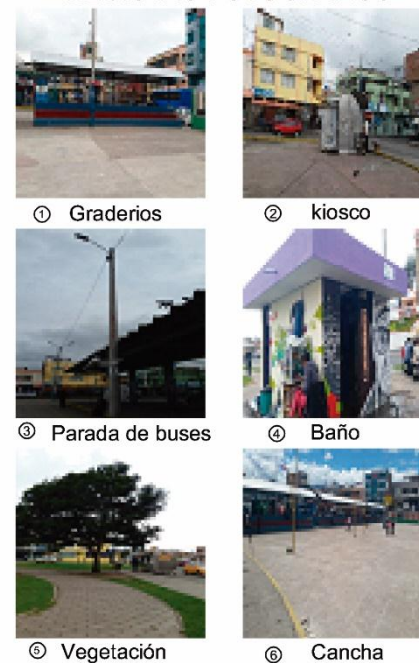 ① Graderios
② kiosco
③ Parada de buses
④ Baño
⑤ Vegetación
⑥ Cancha